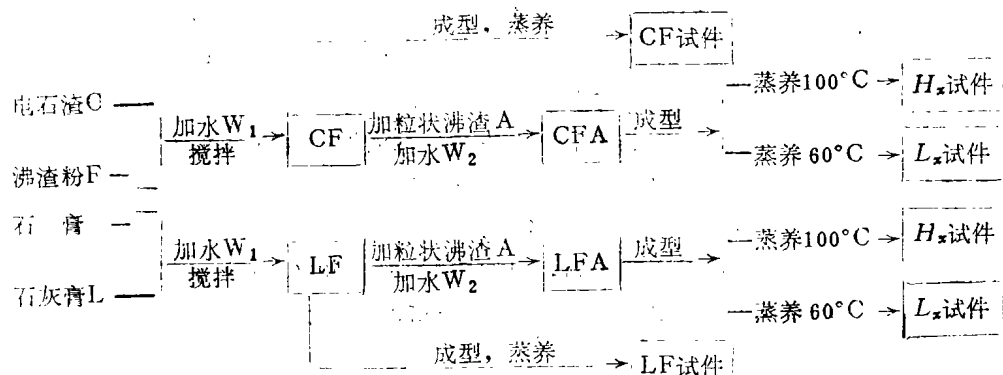 成型，蒸养
CF试件
电石渣C
加水W₁
搅拌
CF
加粒状沸渣A
加水W₂
CFA
成型
蒸养100°C
Hₓ试件
蒸养 60°C
Lₓ试件
沸渣粉F
石 膏
加水W₁
搅拌
LF
加粒状沸渣A
加水W₂
LFA
成型
蒸养100°C
Hₓ试件
蒸养 60°C
Lₓ试件
石灰膏L
成型，蒸养
LF试件